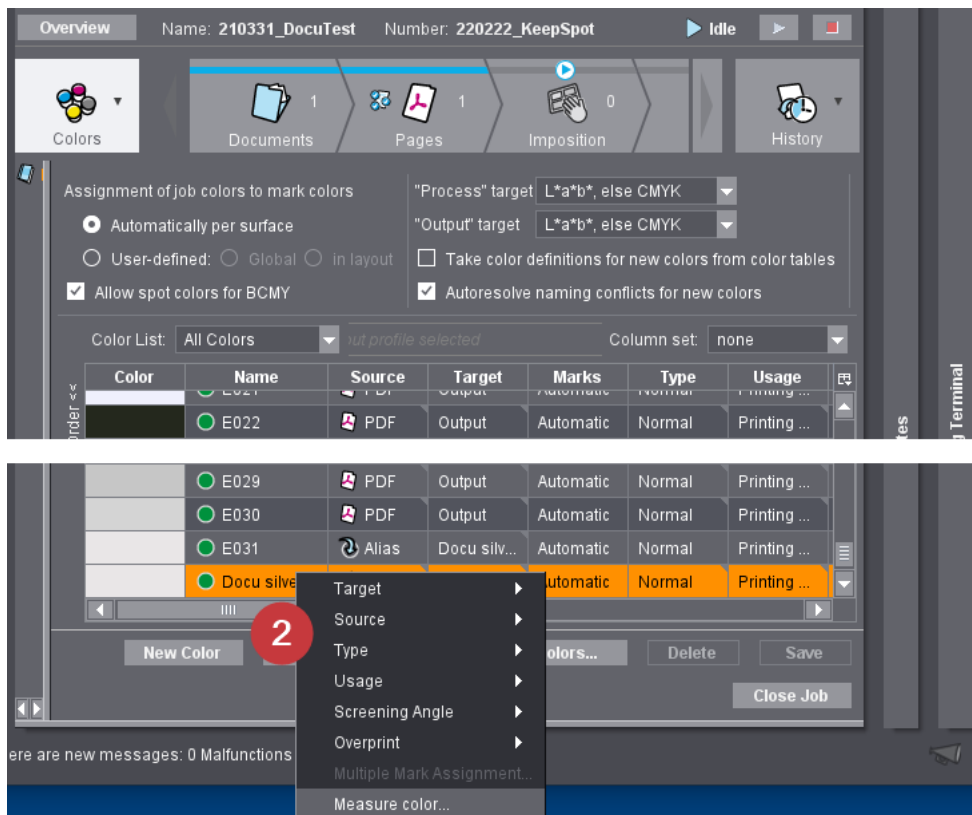 Overview Name: 210331_DocuTest Number: 220222_KeepSpot Idle
1 1 0
Colors Documents Pages Imposition History
Assignment of job colors to mark colors "Process" target L*a*b*, else CMYK
Automatically per surface "Output" target L*a*b*, else CMYK
User-defined: Global in layout Take color definitions for new colors from color tables
Allow spot colors for BCMY Autoresolve naming conflicts for new colors
Color List: All Colors profile selected Column set: none
Color Name Source Target Marks Type Usage
E022 PDF Output Automatic Normal Printing ...
E029 PDF Output Automatic Normal Printing ...
E030 PDF Output Automatic Normal Printing ...
E031 Alias Docu silv... Automatic Normal Printing ...
Docu silve Automatic Normal Printing ...
Target
Source
2
New Color Type olors... Delete Save
Usage
Close Job
Screening Angle
Overprint
ere are new messages: 0 Malfunctions
Multiple Mark Assignment...
Measure color...
Order
tes
g Terminal